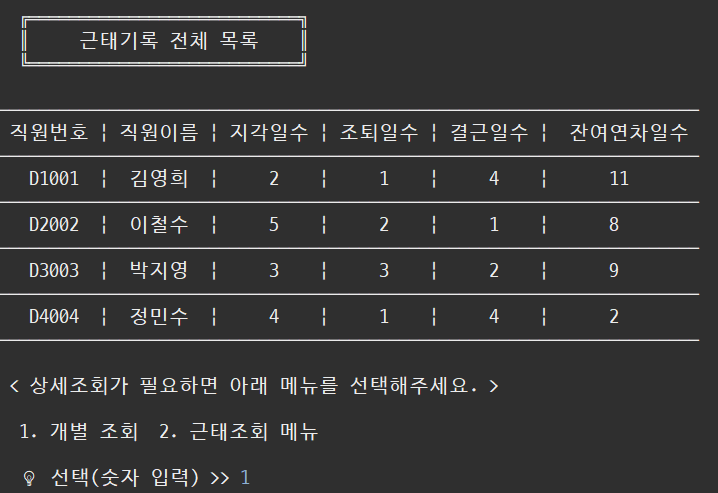 근태기록 전체 목록
직원번호 ¦ 직원이름 ¦ 지각일수 ¦ 조퇴일수 ¦ 결근일수 ¦ 잔여연차일수
D1001 ¦ 김영희 ¦ 2 ¦ 1 ¦ 4 ¦ 11
D2002 ¦ 이철수 ¦ 5 ¦ 2 ¦ 1 ¦ 8
D3003 ¦ 박지영 ¦ 3 ¦ 3 ¦ 2 ¦ 9
D4004 ¦ 정민수 ¦ 4 ¦ 1 ¦ 4 ¦ 2
< 상세조회가 필요하면 아래 메뉴를 선택해주세요. >
1. 개별 조회 2. 근태조회 메뉴
💡 선택(숫자 입력) >> 1